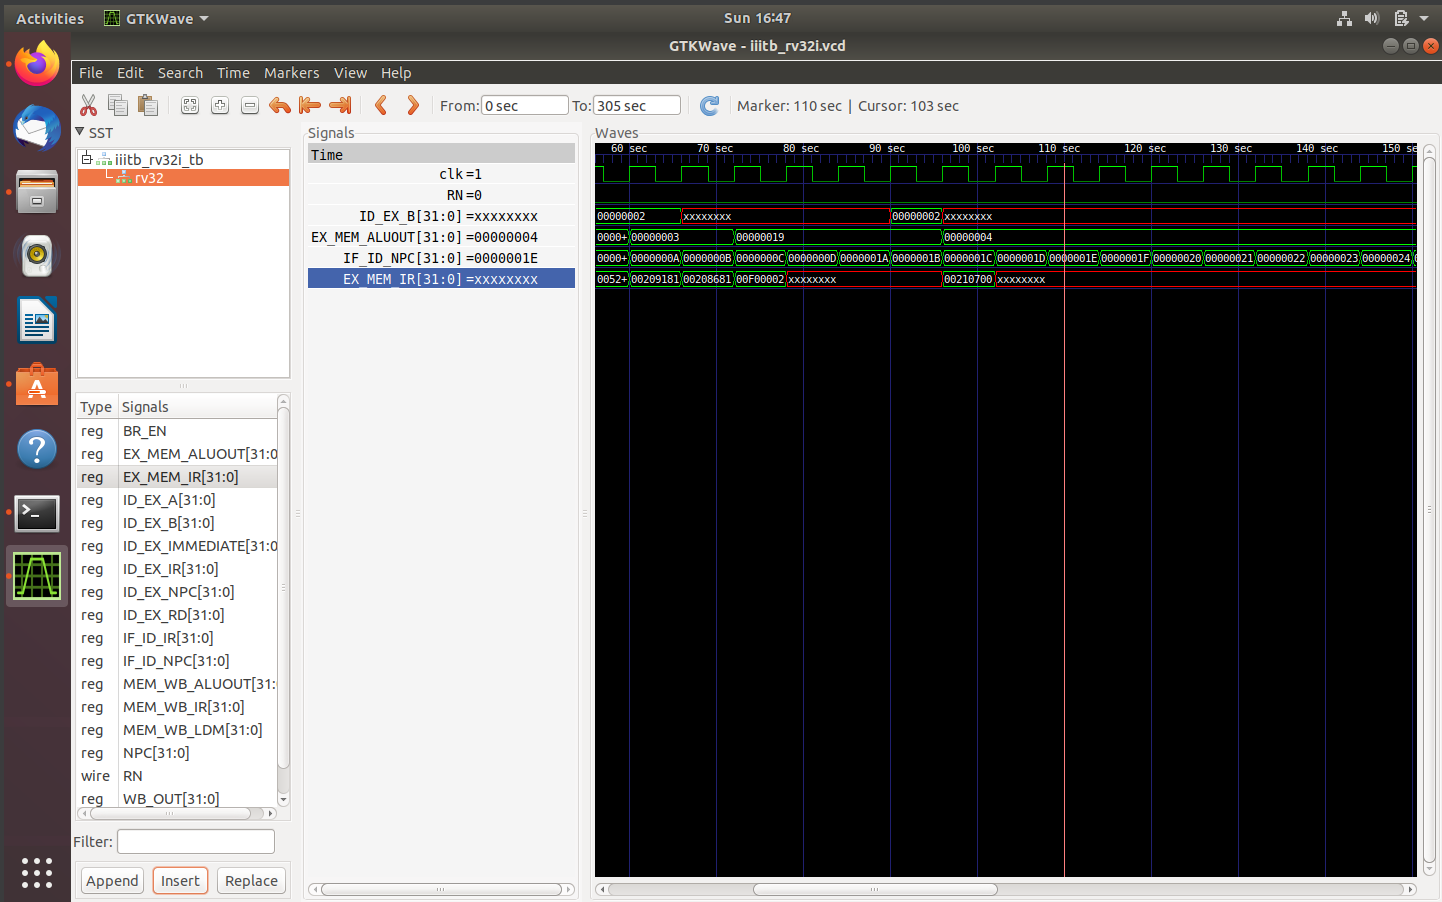 Activities GTKWave Sun 16:47
GTKWave - iiitb_rv32i.vcd
File Edit Search Time Markers View Help
From: 0 sec To: 305 sec Marker: 110 sec | Cursor: 103 sec
SST
iiitb_rv32i_tb
rv32
Type Signals
reg BR_EN
reg EX_MEM_ALUOUT[31:0
reg EX_MEM_IR[31:0]
reg ID_EX_A[31:0]
reg ID_EX_B[31:0]
reg ID_EX_IMMEDIATE[31:0
reg ID_EX_IR[31:0]
reg ID_EX_NPC[31:0]
reg ID_EX_RD[31:0]
reg IF_ID_IR[31:0]
reg IF_ID_NPC[31:0]
reg MEM_WB_ALUOUT[31:
reg MEM_WB_IR[31:0]
reg MEM_WB_LDM[31:0]
reg NPC[31:0]
wire RN
reg WB_OUT[31:0]
Filter:
Append Insert Replace
Signals
Time
clk=1
RN=0
ID_EX_B[31:0]=xxxxxxxx
EX_MEM_ALUOUT[31:0]=00000004
IF_ID_NPC[31:0]=0000001E
EX_MEM_IR[31:0]=xxxxxxxx
Waves
60 sec 70 sec 80 sec 90 sec 100 sec 110 sec 120 sec 130 sec 140 sec 150 se
00000002 xxxxxxxx 00000002 xxxxxxxx
0000+ 00000003 00000019 00000004
0000+ 0000000A 0000000B 0000000C 0000000D 0000001A 0000001B 0000001C 0000001D 0000001E 0000001F 00000020 00000021 00000022 00000023 00000024
0052+ 00209181 00208681 00F00002 xxxxxxxx 00210700 xxxxxxxx